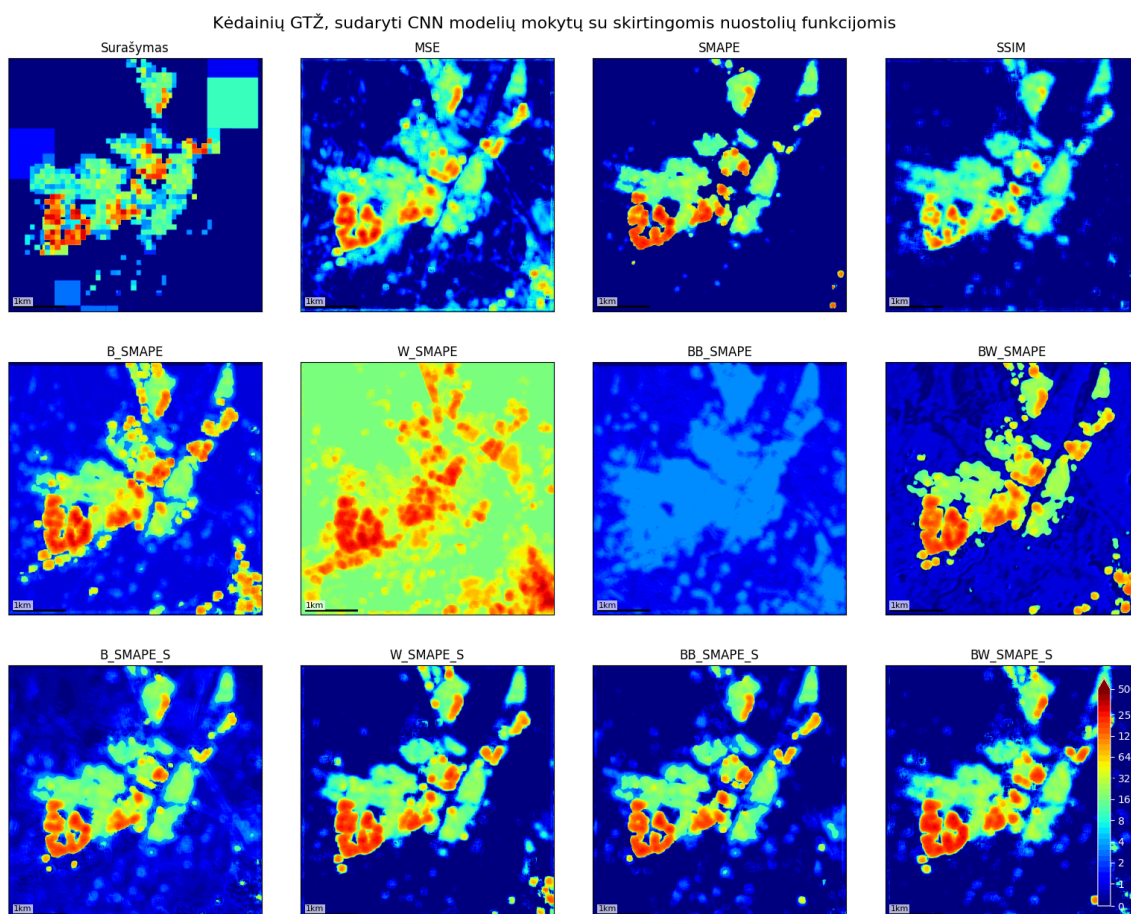 Kėdainių GTŽ, sudaryti CNN modelių mokytų su skirtingomis nuostolių funkcijomis
Surašymas MSE SMAPE SSIM
1km 1km 1km 1km
B_SMAPE W_SMAPE BB_SMAPE BW_SMAPE
1km 1km 1km 1km
B_SMAPE_S W_SMAPE_S BB_SMAPE_S BW_SMAPE_S
50
25
12
64
32
16
8
4
2
1
0
1km 1km 1km 1km